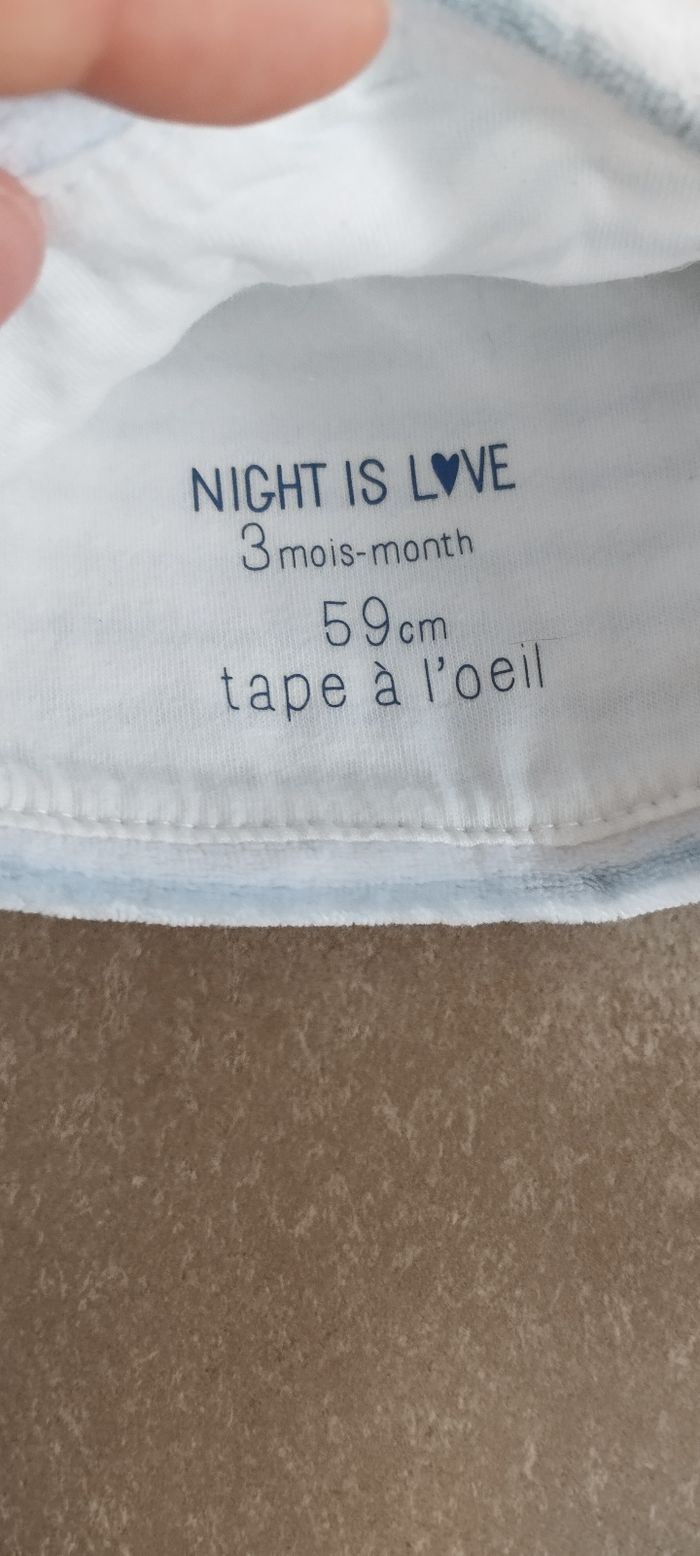 NIGHT IS L♥VE
3 mois-month
59cm
tape à l'oeil